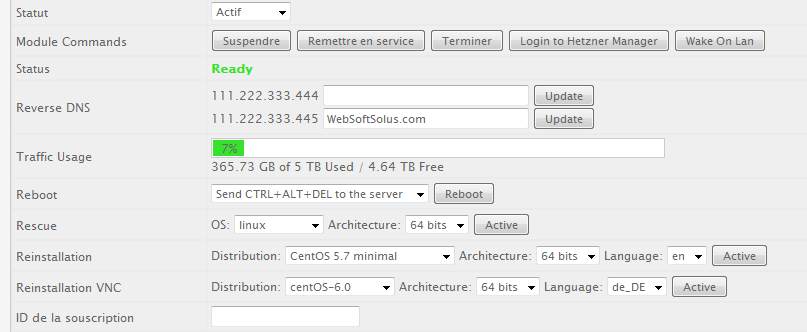 Statut Actif
Module Commands Suspendre Remettre en service Terminer Login to Hetzner Manager Wake On Lan
Status Ready
Reverse DNS
111.222.333.444 Update
111.222.333.445 WebSoftSolus.com Update
Traffic Usage 7%
365.73 GB of 5 TB Used / 4.64 TB Free
Reboot Send CTRL+ALT+DEL to the server Reboot
Rescue OS: linux Architecture: 64 bits Active
Reinstallation Distribution: CentOS 5.7 minimal Architecture: 64 bits Language: en Active
Reinstallation VNC Distribution: centOS-6.0 Architecture: 64 bits Language: de_DE Active
ID de la souscription